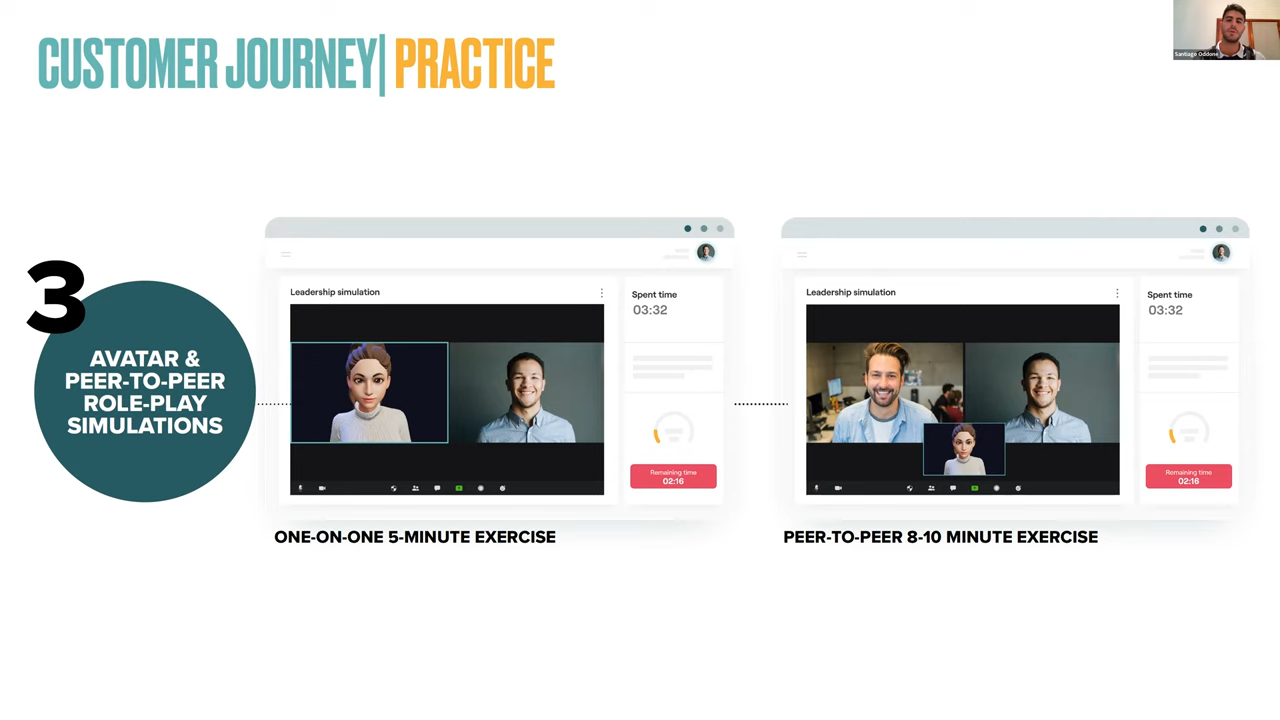 CUSTOMER JOURNEY| PRACTICE
Santiago Oddone
3
AVATAR &
PEER-TO-PEER
ROLE-PLAY
SIMULATIONS
Leadership simulation
Spent time
03:32
Remaining time
02:16
ONE-ON-ONE 5-MINUTE EXERCISE
Leadership simulation
Spent time
03:32
Remaining time
02:16
PEER-TO-PEER 8-10 MINUTE EXERCISE